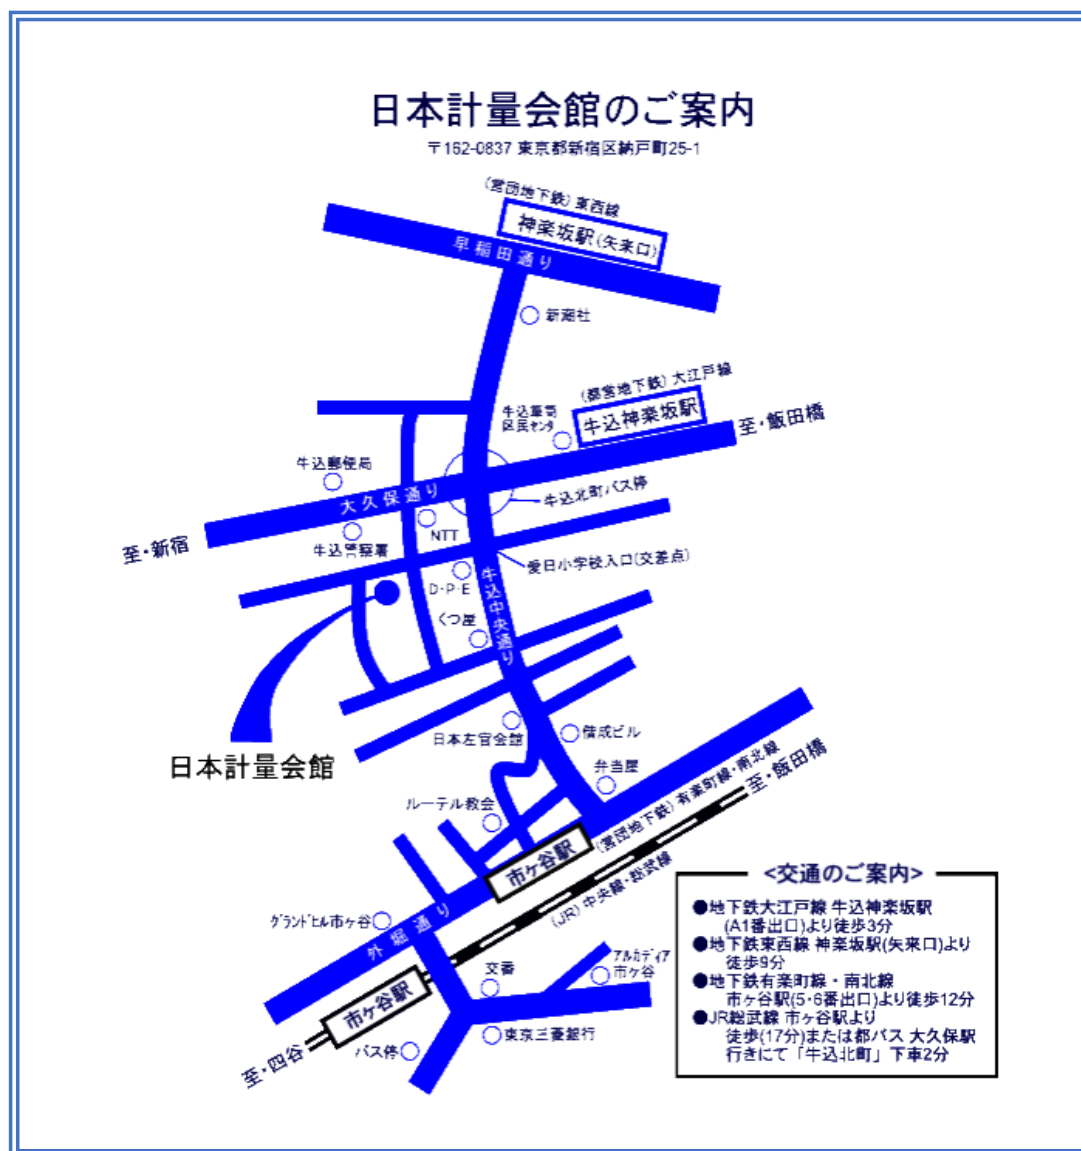 日本計量会館のご案内
〒162-0837 東京都新宿区納戸町25-1
(営団地下鉄) 東西線
神楽坂駅(矢来口)
早稲田通り
新潮社
(都営地下鉄) 大江戸線
牛込神楽坂駅
牛込箪笥
区民センタ
至・飯田橋
牛込郵便局
大久保通り
牛込北町バス停
至・新宿
牛込警察署
NTT
愛日小学校入口(交差点)
D・P・E
牛込中央通り
くつ屋
日本左官会館
偕成ビル
日本計量会館
弁当屋
ルーテル教会
(営団地下鉄) 有楽町線・南北線
至・飯田橋
市ヶ谷駅
(JR) 中央線・総武線
グランドヒル市ヶ谷
外堀通り
交番
アルカディア
市ヶ谷
市ヶ谷駅
東京三菱銀行
バス停
至・四谷
<交通のご案内>
●地下鉄大江戸線 牛込神楽坂駅
(A1番出口)より徒歩3分
●地下鉄東西線 神楽坂駅(矢来口)より
徒歩9分
●地下鉄有楽町線・南北線
市ヶ谷駅(5・6番出口)より徒歩12分
●JR総武線 市ヶ谷駅より
徒歩(17分)または都バス 大久保駅
行きにて「牛込北町」下車2分